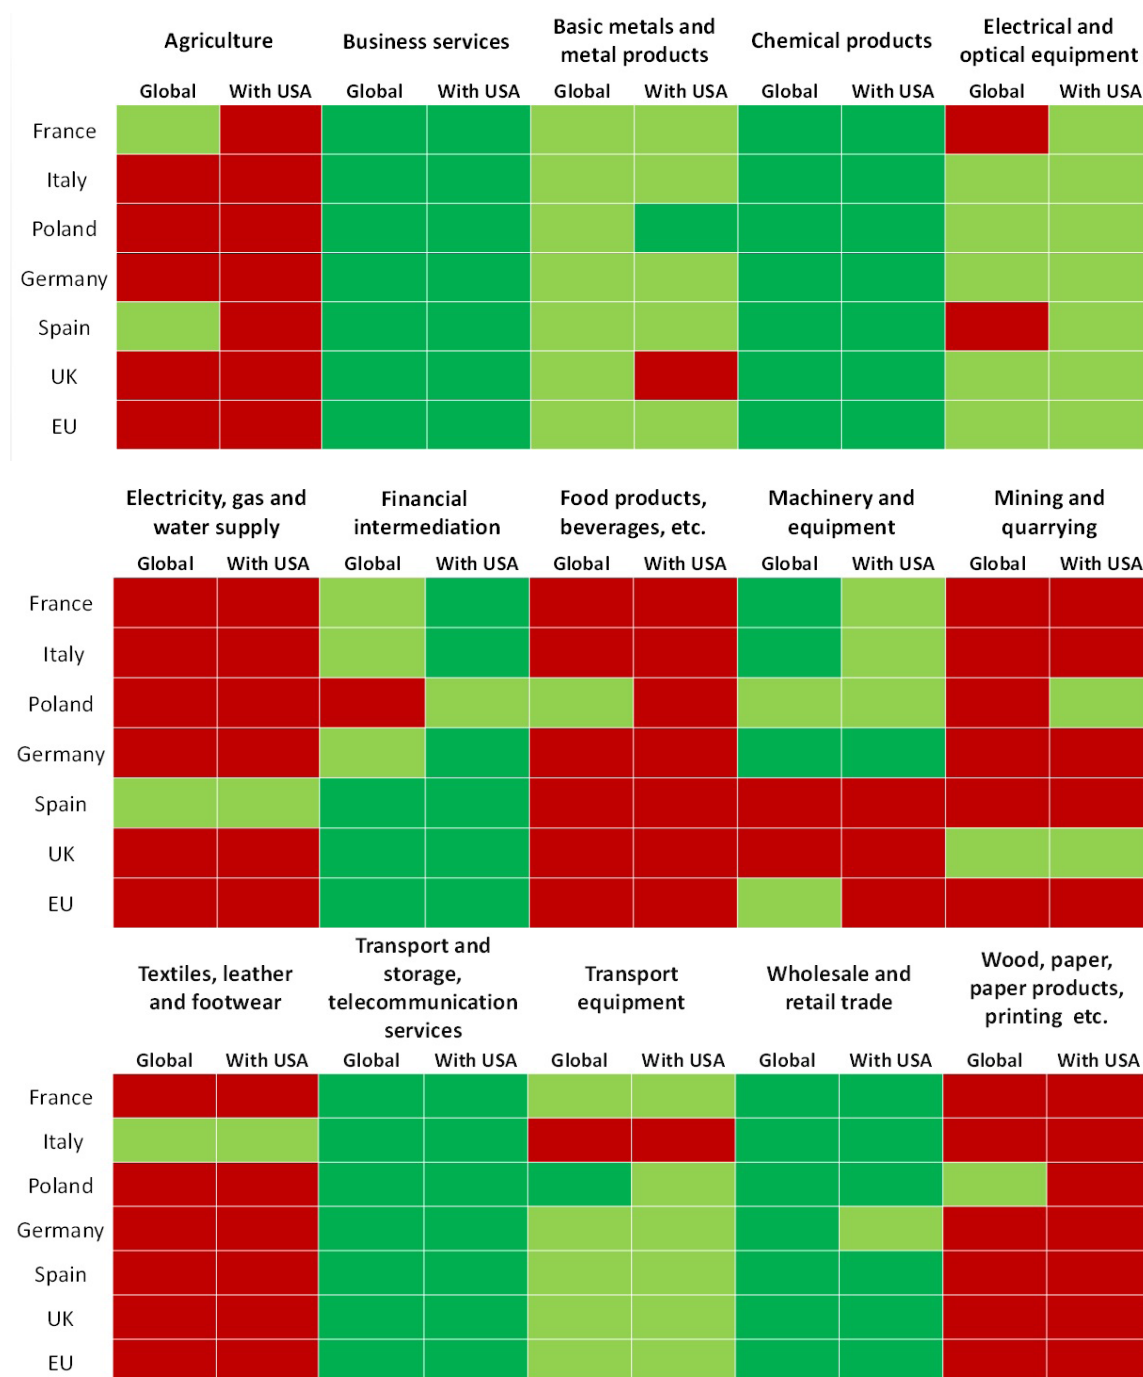 Agriculture
Business services
Basic metals and
metal products
Chemical products
Electrical and
optical equipment
Global With USA Global With USA Global With USA Global With USA Global With USA
France
Italy
Poland
Germany
Spain
UK
EU
Electricity, gas and
water supply
Financial
intermediation
Food products,
beverages, etc.
Machinery and
equipment
Mining and
quarrying
Global With USA Global With USA Global With USA Global With USA Global With USA
France
Italy
Poland
Germany
Spain
UK
EU
Textiles, leather
and footwear
Transport and
storage,
telecommunication
services
Transport
equipment
Wholesale and
retail trade
Wood, paper,
paper products,
printing etc.
Global With USA Global With USA Global With USA Global With USA Global With USA
France
Italy
Poland
Germany
Spain
UK
EU